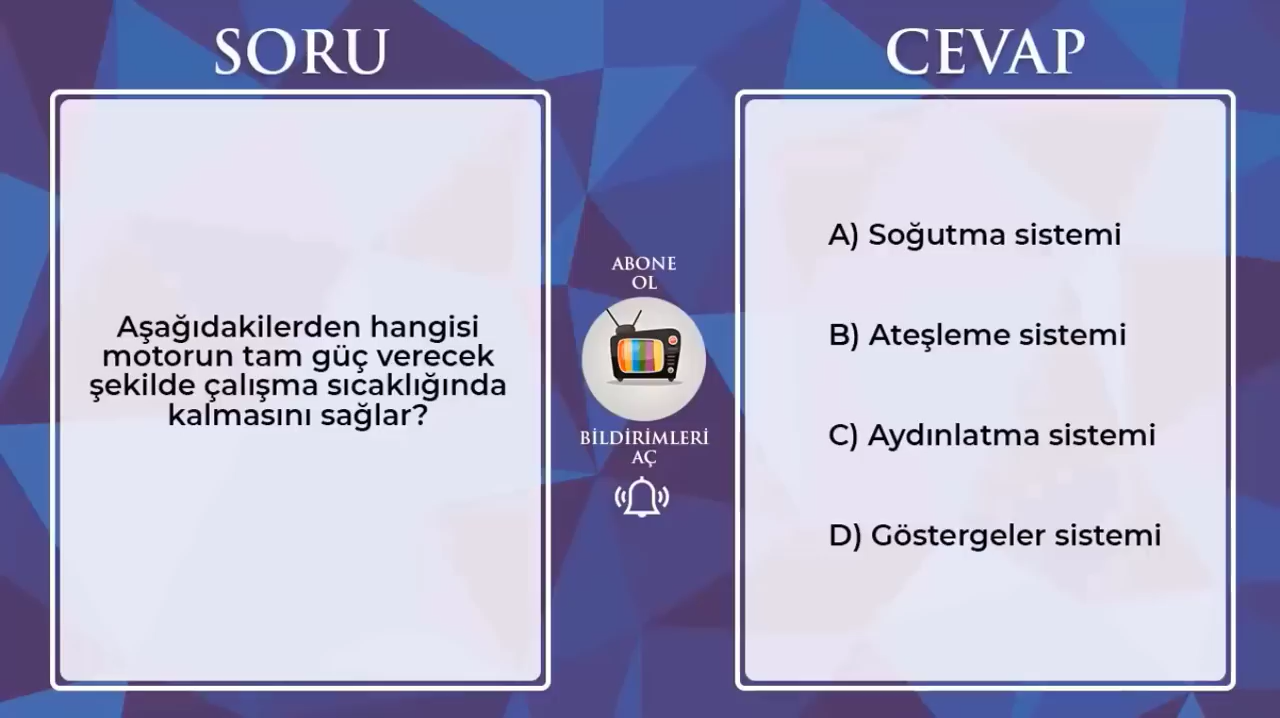 SORU
Aşağıdakilerden hangisi
motorun tam güç verecek
şekilde çalışma sıcaklığında
kalmasını sağlar?
ABONE
OL
BİLDİRİMLERİ
AÇ
CEVAP
A) Soğutma sistemi
B) Ateşleme sistemi
C) Aydınlatma sistemi
D) Göstergeler sistemi